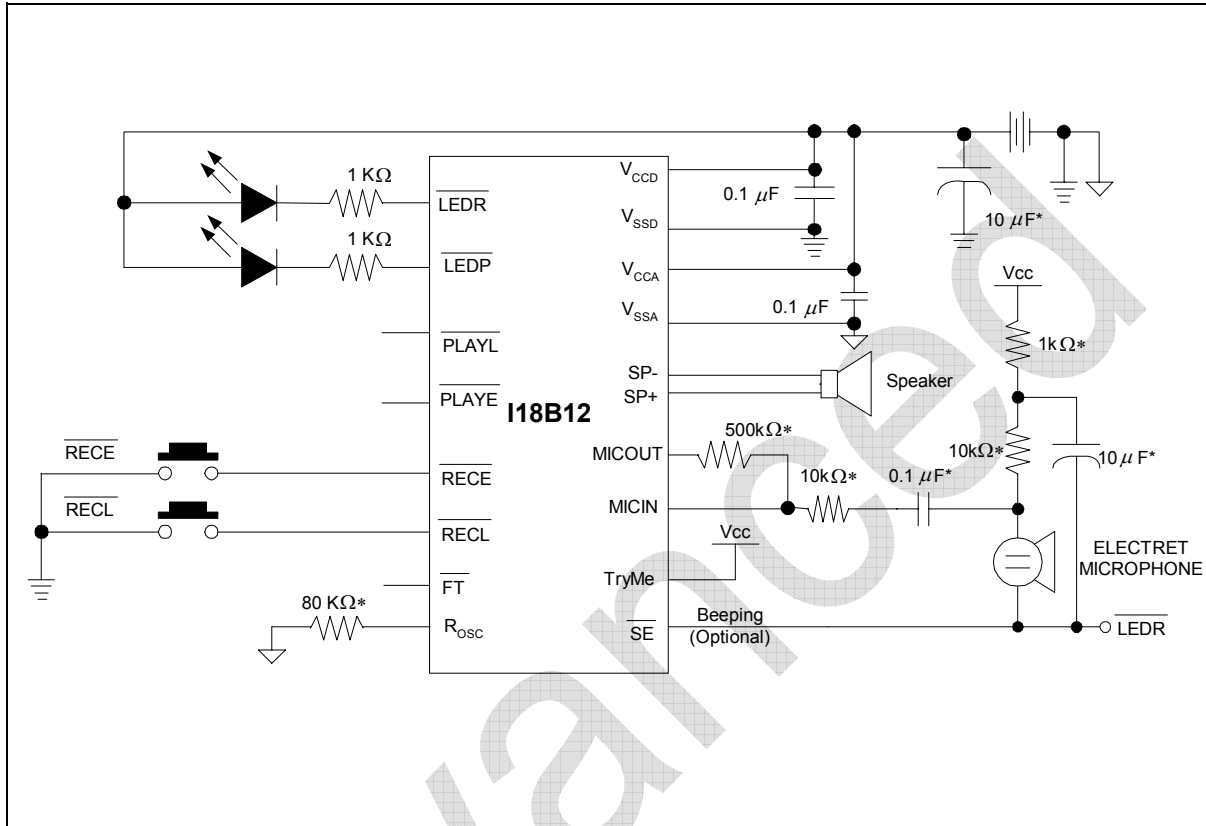 1 KΩ
LEDR
1 KΩ
LEDP
PLAYL
PLAYE
RECE
RECE
RECL
RECL
FT
80 KΩ*
R_OSC
I18B12
V_CCD
0.1 μF
V_SSD
V_CCA
0.1 μF
V_SSA
10 μF*
Vcc
1kΩ*
SP-
SP+
Speaker
MICOUT
500kΩ*
10kΩ*
0.1 μF*
10kΩ*
10 μF*
MICIN
Vcc
TryMe
ELECTRET
MICROPHONE
SE
Beeping
(Optional)
LEDR
vanced